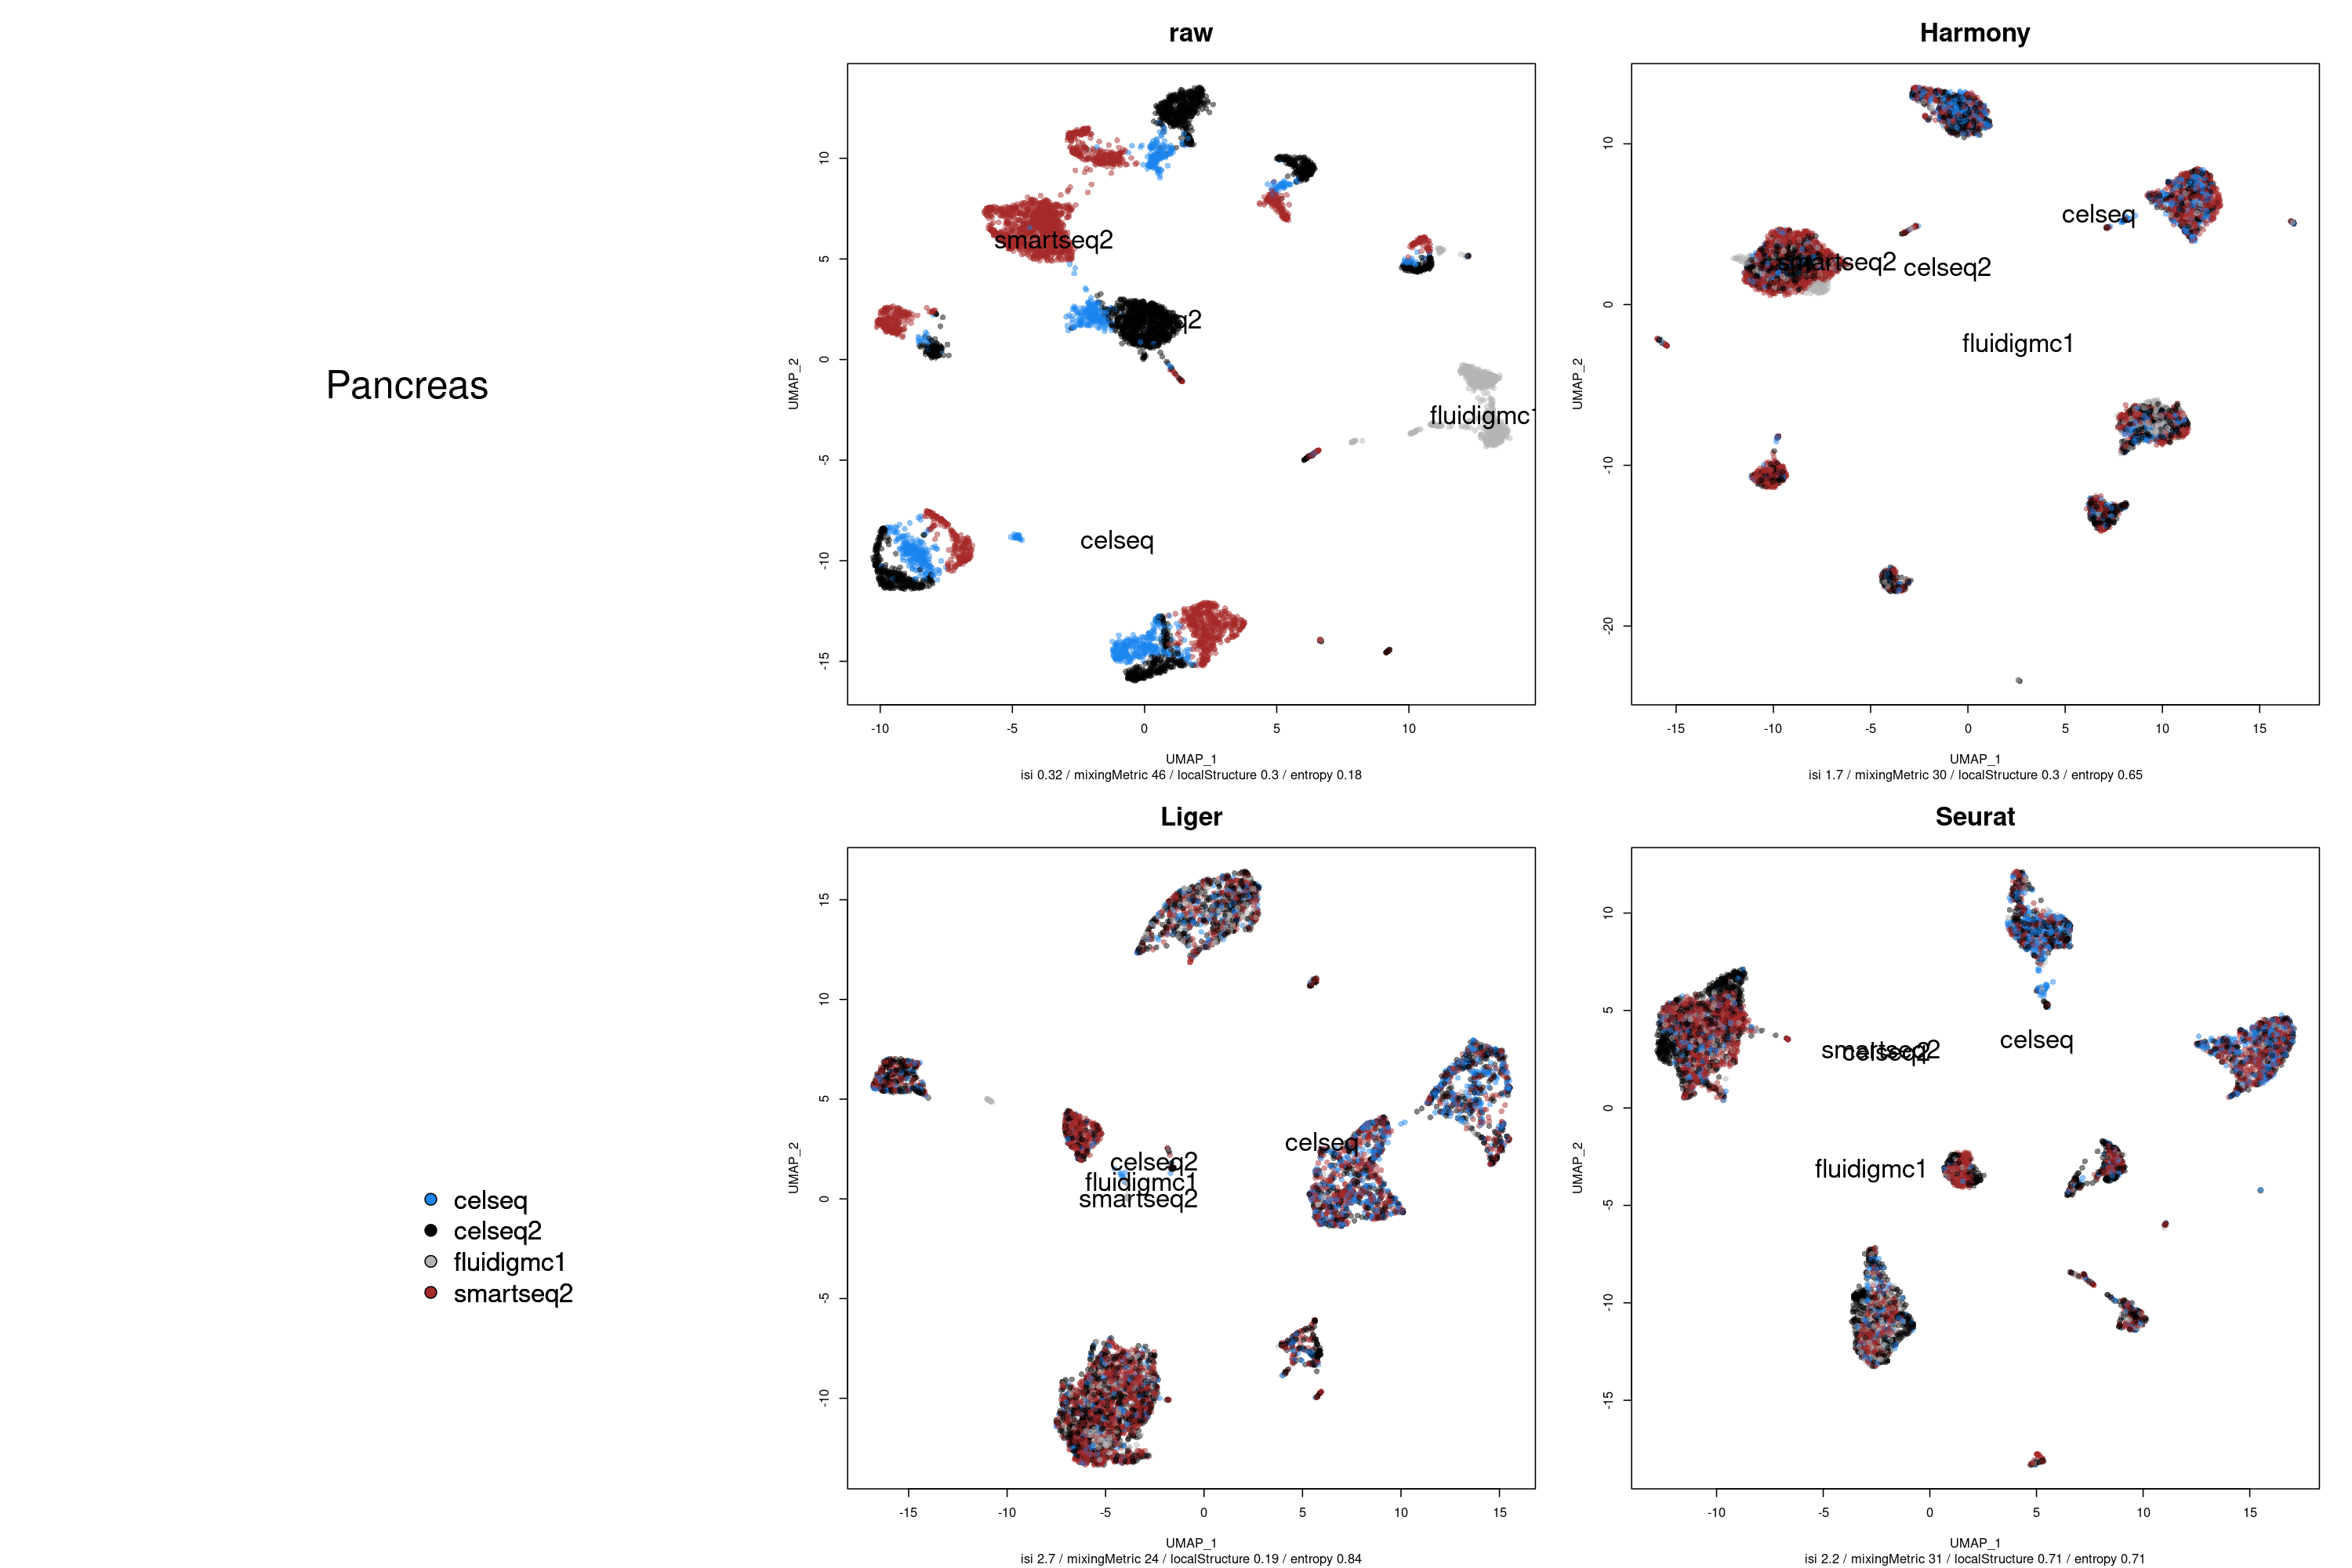 Pancreas
celseq
celseq2
fluidigmc1
smartseq2
raw
UMAP_2
10
5
0
-5
-10
-15
smartseq2
q2
fluidigmc1
celseq
-10
-5
0
5
10
UMAP_1
isi 0.32 / mixingMetric 46 / localStructure 0.3 / entropy 0.18
Harmony
UMAP_2
10
0
-10
-20
celseq
smartseq2
celseq2
fluidigmc1
-15
-10
-5
0
5
10
15
UMAP_1
isi 1.7 / mixingMetric 30 / localStructure 0.3 / entropy 0.65
Liger
UMAP_2
15
10
5
0
-5
-10
celseq
celseq2
fluidigmc1
smartseq2
-15
-10
-5
0
5
10
15
UMAP_1
isi 2.7 / mixingMetric 24 / localStructure 0.19 / entropy 0.84
Seurat
UMAP_2
10
5
0
-5
-10
-15
celseq
smartseq2
celseq2
fluidigmc1
-10
-5
0
5
10
15
UMAP_1
isi 2.2 / mixingMetric 31 / localStructure 0.71 / entropy 0.71